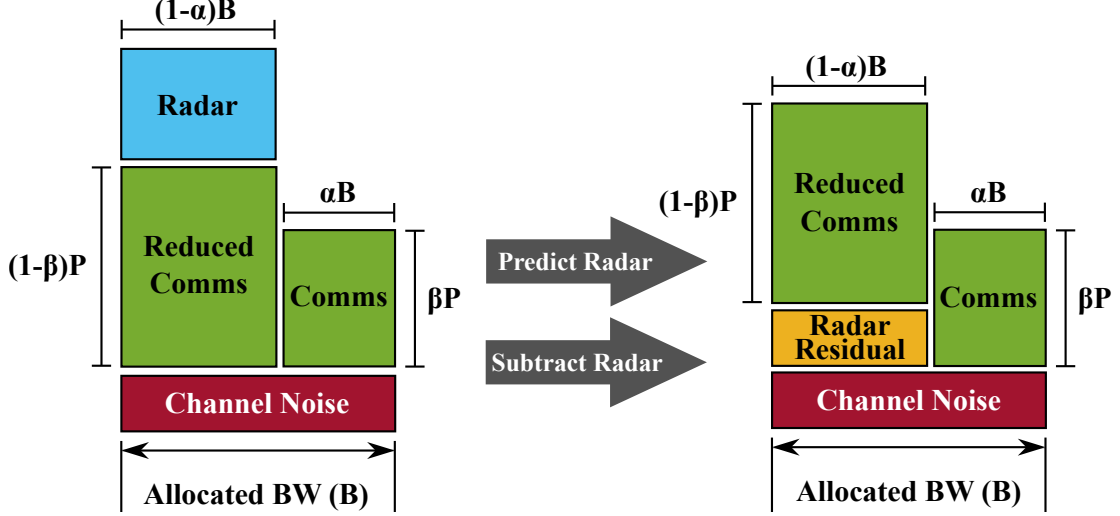 (1-α)B
Radar
αB
(1-β)P
Reduced
Comms
Comms
βP
Channel Noise
Allocated BW (B)
Predict Radar
Subtract Radar
(1-α)B
Reduced
Comms
(1-β)P
αB
Radar
Residual
Comms
βP
Channel Noise
Allocated BW (B)